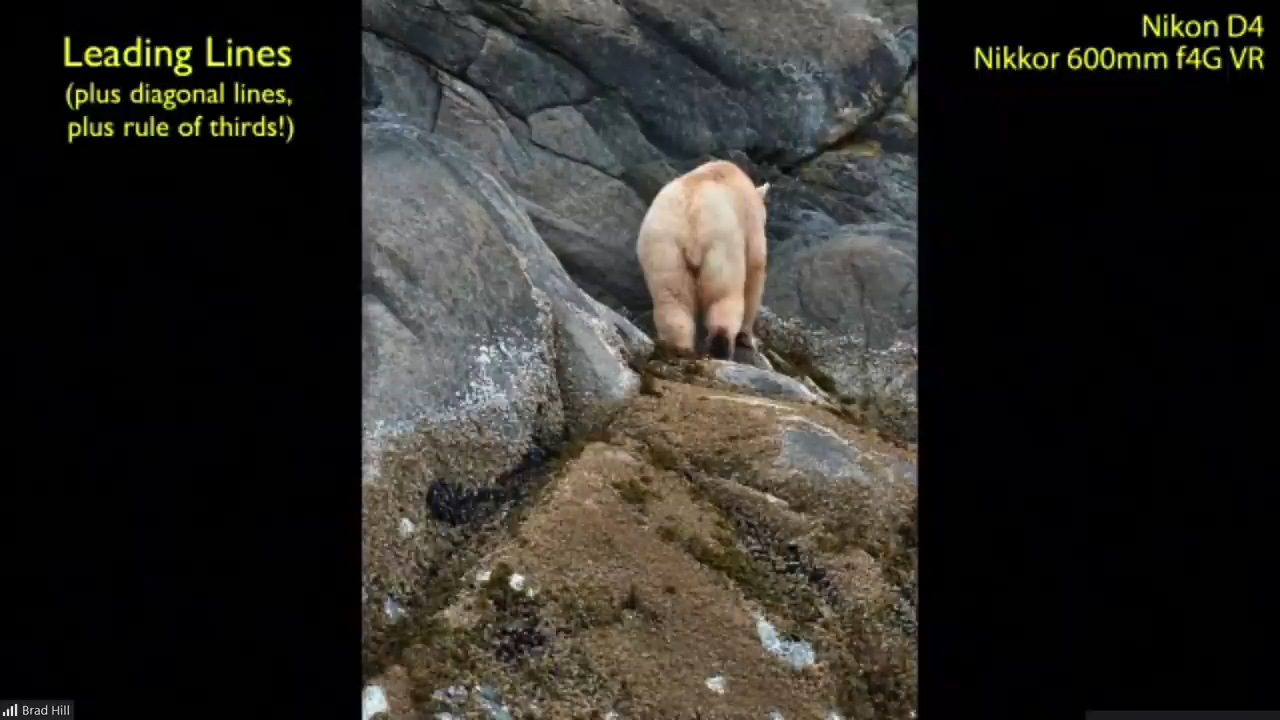 Leading Lines
(plus diagonal lines,
plus rule of thirds!)
Nikon D4
Nikkor 600mm f4G VR
Brad Hill